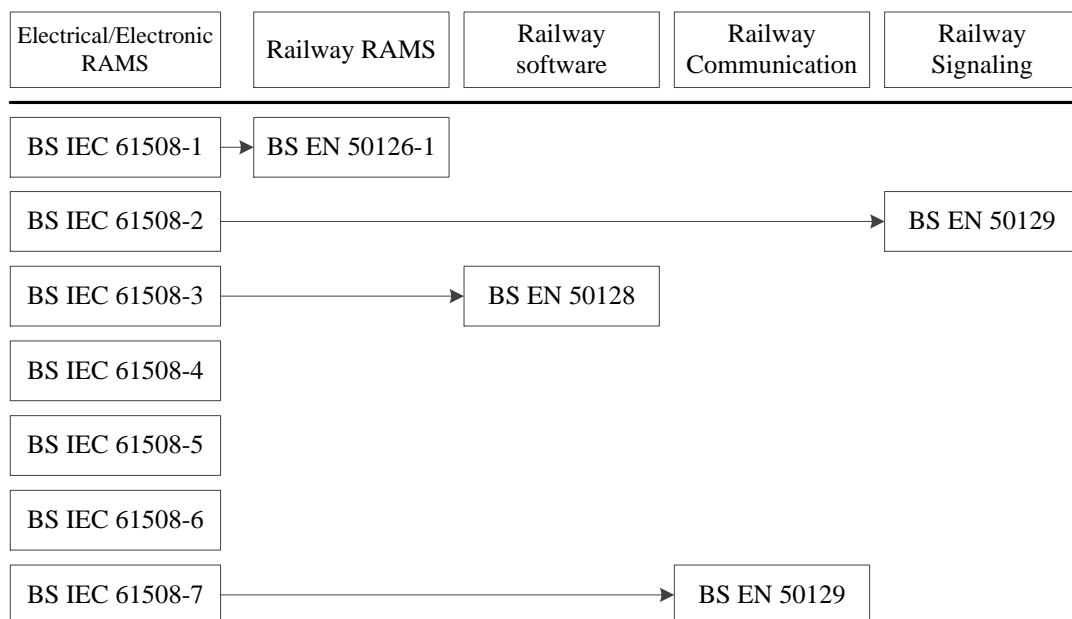 Electrical/Electronic
RAMS
Railway RAMS
Railway
software
Railway
Communication
Railway
Signaling
BS IEC 61508-1
BS EN 50126-1
BS IEC 61508-2
BS EN 50129
BS IEC 61508-3
BS EN 50128
BS IEC 61508-4
BS IEC 61508-5
BS IEC 61508-6
BS IEC 61508-7
BS EN 50129